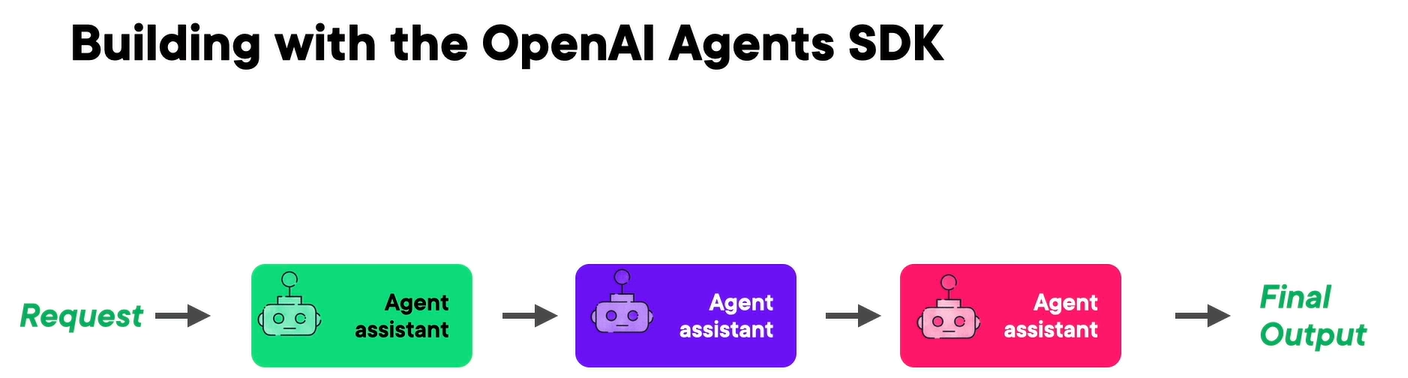 Building with the OpenAI Agents SDK
Request
Agent
assistant
Agent
assistant
Agent
assistant
Final
Output